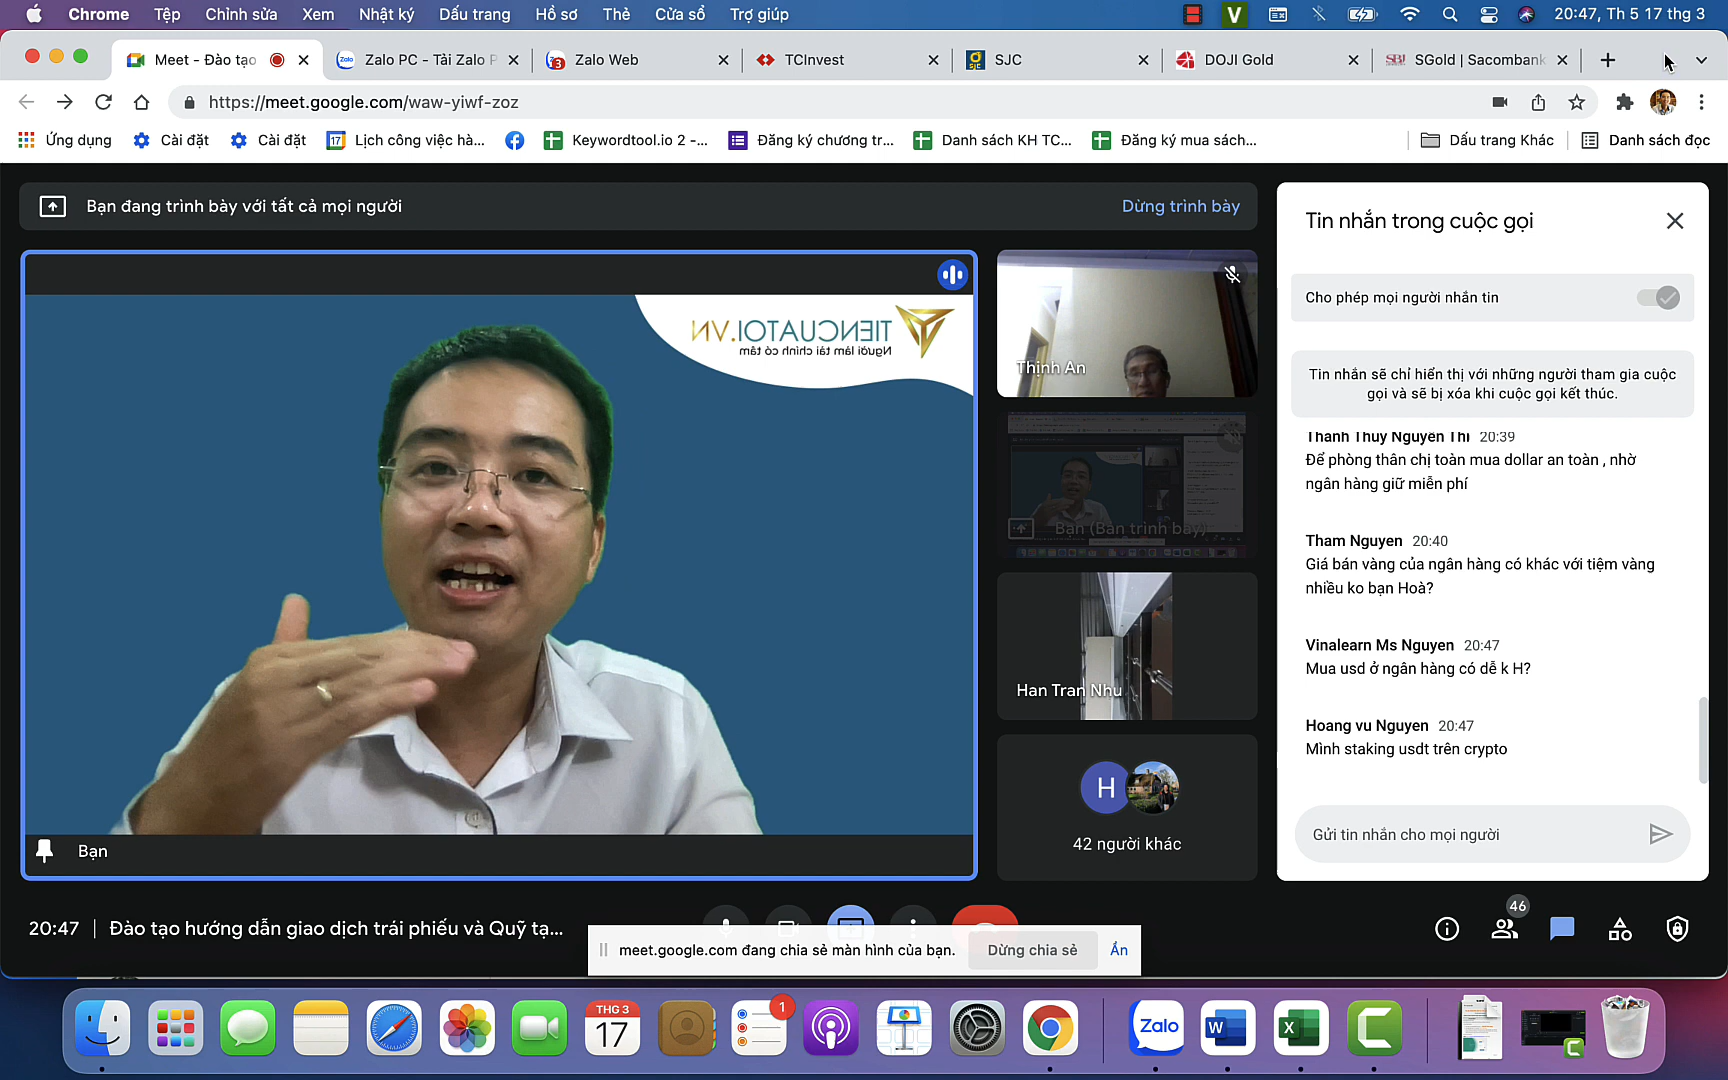 Chrome Tệp Chỉnh sửa Xem Nhật ký Dấu trang Hồ sơ Thẻ Cửa sổ Trợ giúp
V
20:47, Th 5 17 thg 3
Meet - Đào tạo
Zalo PC - Tải Zalo P
Zalo Web
TCInvest
SJC
DOJI Gold
SGold | Sacombank
https://meet.google.com/waw-yiwf-zoz
Ứng dụng
Cài đặt
Cài đặt
Lịch công việc hà...
Keywordtool.io 2 -...
Đăng ký chương tr...
Danh sách KH TC...
Đăng ký mua sách...
Dấu trang Khác
Danh sách đọc
Bạn đang trình bày với tất cả mọi người
Dừng trình bày
TIENCUATOI.VN
Người làm tài chính có tâm
Bạn
Thịnh An
Bạn (Bản trình bày)
Han Tran Nhu
H
42 người khác
Tin nhắn trong cuộc gọi
Cho phép mọi người nhắn tin
Tin nhắn sẽ chỉ hiển thị với những người tham gia cuộc
gọi và sẽ bị xóa khi cuộc gọi kết thúc.
Thanh Thuy Nguyen Thi 20:39
Để phòng thân chị toàn mua dollar an toàn , nhờ
ngân hàng giữ miễn phí
Tham Nguyen 20:40
Giá bán vàng của ngân hàng có khác với tiệm vàng
nhiều ko bạn Hoà?
Vinalearn Ms Nguyen 20:47
Mua usd ở ngân hàng có dễ k H?
Hoang vu Nguyen 20:47
Mình staking usdt trên crypto
Gửi tin nhắn cho mọi người
20:47 | Đào tạo hướng dẫn giao dịch trái phiếu và Quỹ tạ...
46
meet.google.com đang chia sẻ màn hình của bạn.
Dừng chia sẻ
Ẩn
THG 3
17
1
Zalo
W
X
C